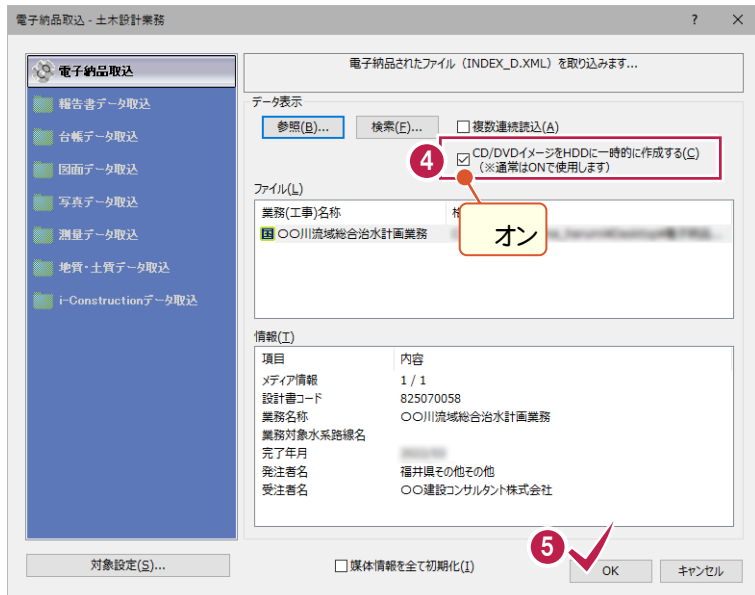 電子納品取込 - 土木設計業務
電子納品取込
報告書データ取込
台帳データ取込
図面データ取込
写真データ取込
測量データ取込
地質・土質データ取込
i-Constructionデータ取込
対象設定(S)...
電子納品されたファイル（INDEX_D.XML）を取り込みます...
データ表示
参照(B)... 検索(F)... 複数連続読込(A)
4
CD/DVDイメージをHDDに一時的に作成する(C)
（※通常はONで使用します）
オン
ファイル(L)
業務(工事)名称
〇〇川流域総合治水計画業務
情報(T)
項目 内容
メディア情報 1 / 1
設計書コード 825070058
業務名称 〇〇川流域総合治水計画業務
業務対象水系路線名
完了年月
発注者名 福井県その他その他
受注者名 〇〇建設コンサルタント株式会社
5
媒体情報を全て初期化(I) OK キャンセル